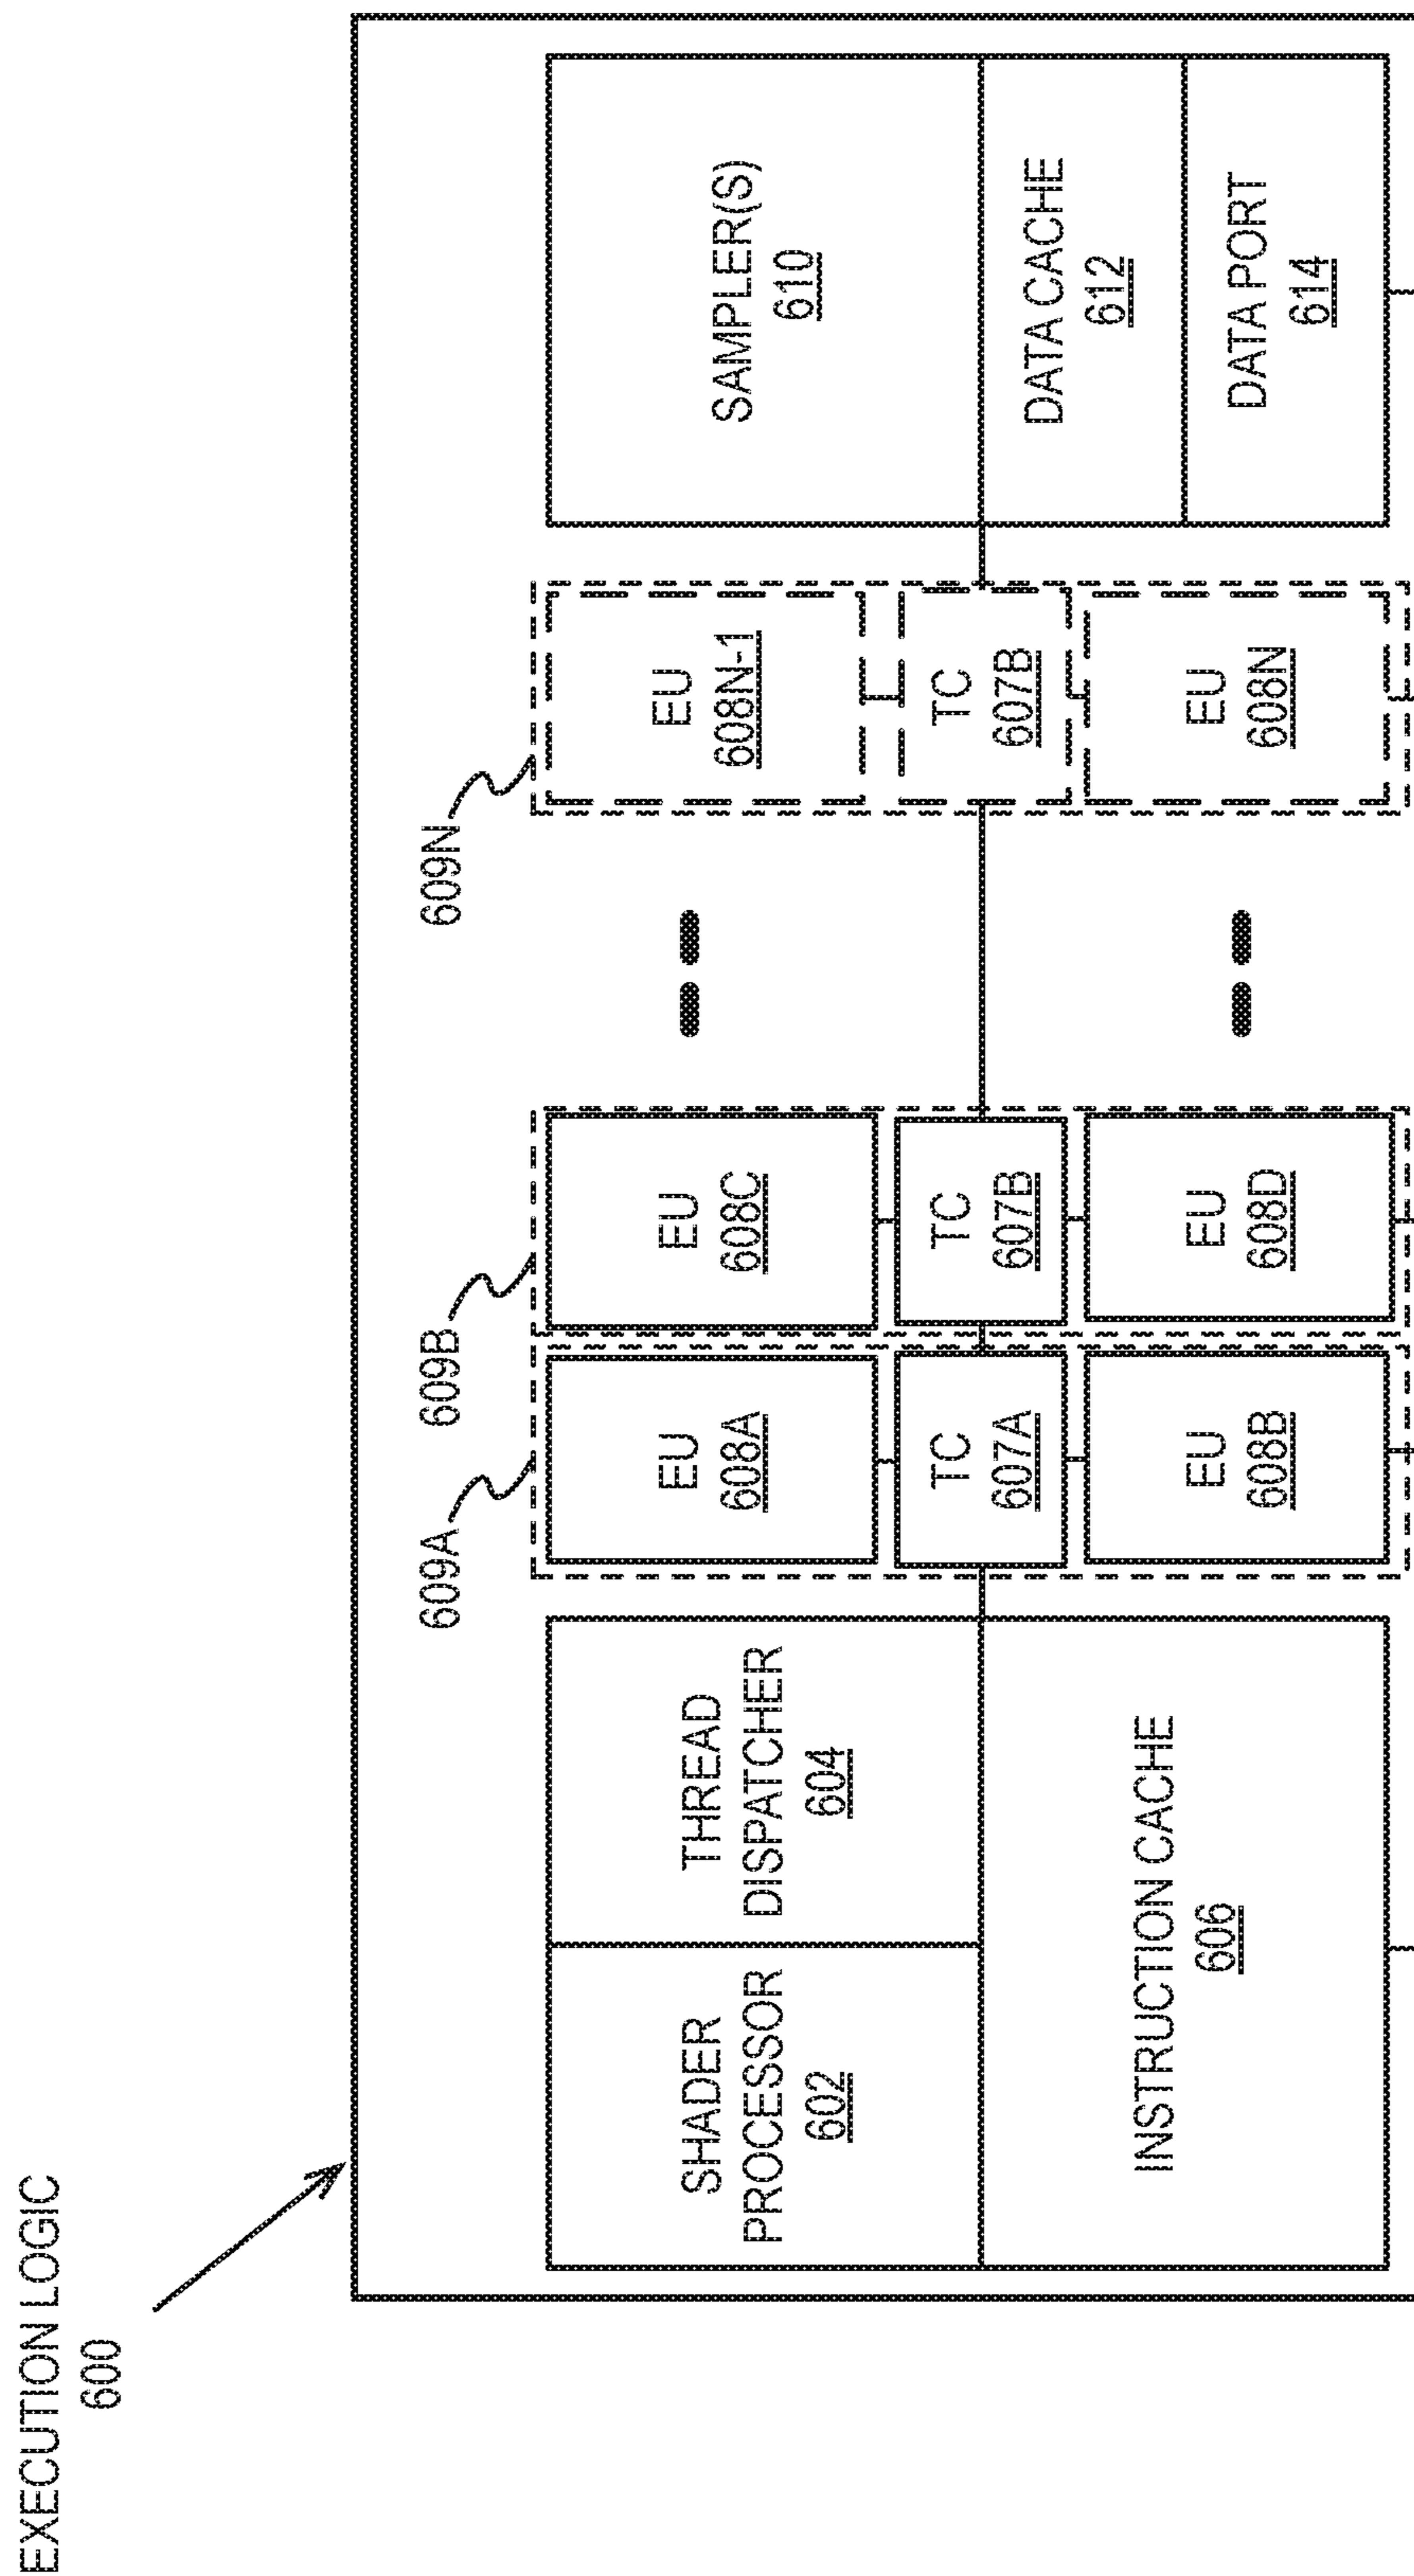 EXECUTION LOGIC
600
609A
609B
609N
SHADER
PROCESSOR
602
THREAD
DISPATCHER
604
INSTRUCTION CACHE
606
EU
608A
TC
607A
EU
608B
EU
608C
TC
607B
EU
608D
EU
608N-1
TC
607B
EU
608N
SAMPLER(S)
610
DATA CACHE
612
DATA PORT
614